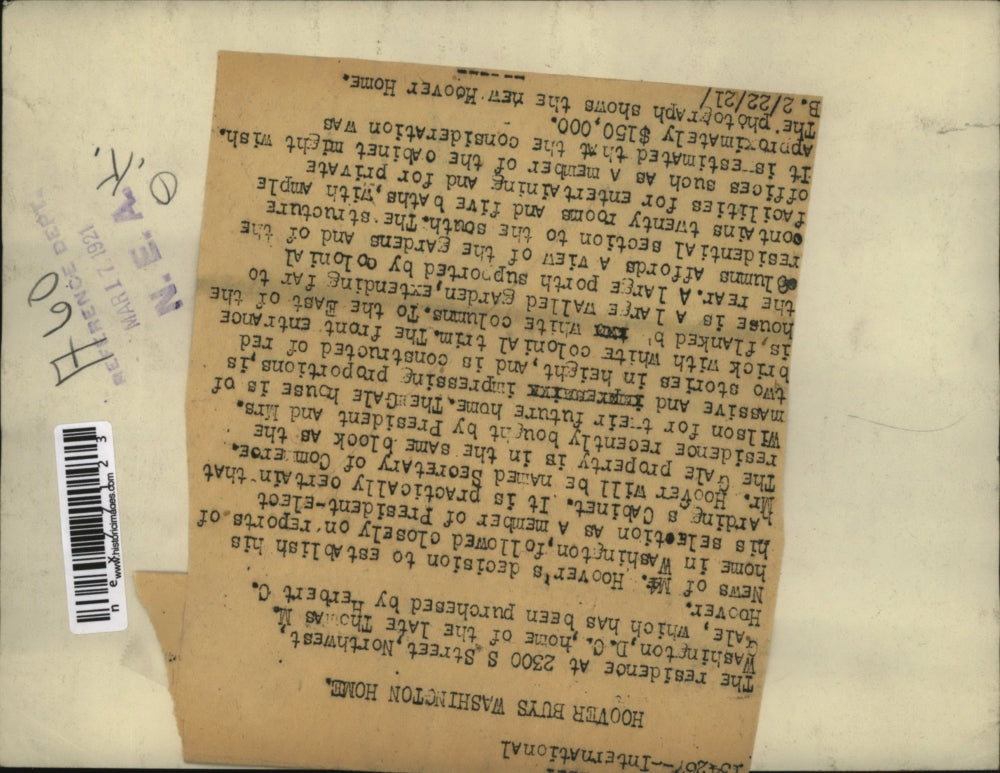 International
HOOVER BUYS WASHINGTON HOME.
The residence at 2300 S Street, Northwest,
Washington, D.C., home of the late Thomas M.
Gale, which has been purchased by Herbert C.
Hoover.
News of Mr. Hoover's decision to establish his
home in Washington, followed closely on reports of
his selection as a member of President-elect
Harding s Cabinet. It is practically certain that
Mr. Hoover will be named Secretary of Commerce.
The Gale property is in the same block as the
residence recently bought by President and Mrs.
Wilson for their future home. The Gale house is of
massive and impressing proportions, is
two stories in height, and is constructed of red
brick with white colonial trim. The front entrance
is, flanked b' white columns. To the East of the
house is a large walled garden, extending far to
the rear. A large porth supported by colonial
columns affords a view of the gardens and of the
residential section to the south. The structure
contains twenty rooms and five baths, with ample
facilities for entertaining and for private
offices such as a member of the cabinet might wish.
It is estimated that the consideration was
approximately $150,000.
The photograph shows the new Hoover Home.
B. 2/22/21/
-----
O.K.
N. E. A.
MAR 17 1921
REFERENCE DEPT.
www.historicimages.com